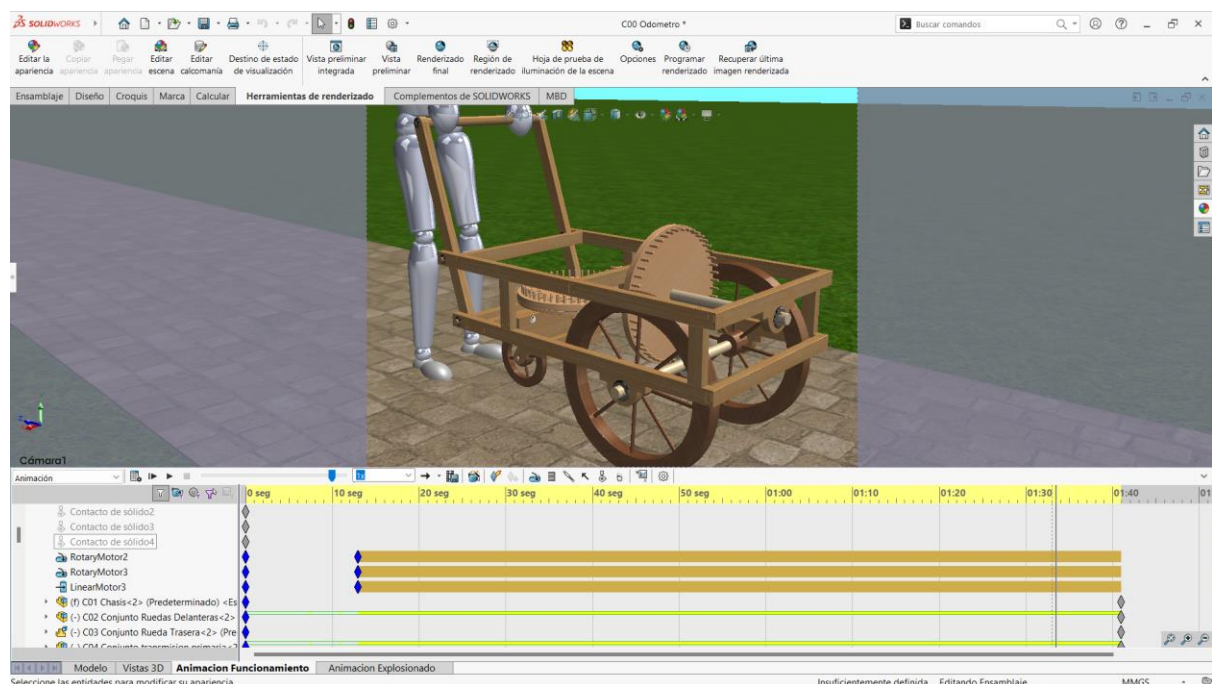 SOLIDWORKS
C00 Odometro *
Buscar comandos
Editar la apariencia
Copiar apariencia
Pegar apariencia
Editar escena
Editar calcomanía
Destino de estado de visualización
Vista preliminar integrada
Vista preliminar
Renderizado final
Región de renderizado
Hoja de prueba de iluminación de la escena
Opciones
Programar renderizado
Recuperar última imagen renderizada
Ensamblaje Diseño Croquis Marca Calcular Herramientas de renderizado Complementos de SOLIDWORKS MBD
Cámara1
Animación
0 seg 10 seg 20 seg 30 seg 40 seg 50 seg 01:00 01:10 01:20 01:30 01:40 01
Contacto de sólido2
Contacto de sólido3
Contacto de sólido4
RotaryMotor2
RotaryMotor3
LinearMotor3
(f) C01 Chasis<2> (Predeterminado) <Es
(-) C02 Conjunto Ruedas Delanteras<2>
(-) C03 Conjunto Rueda Trasera<2> (Pre
(-) C04 Conjunto transmision primaria<2
Modelo Vistas 3D Animacion Funcionamiento Animacion Explosionado
Seleccione las entidades para modificar su apariencia. Insuficientemente definida Editando Ensamblaje MMGS